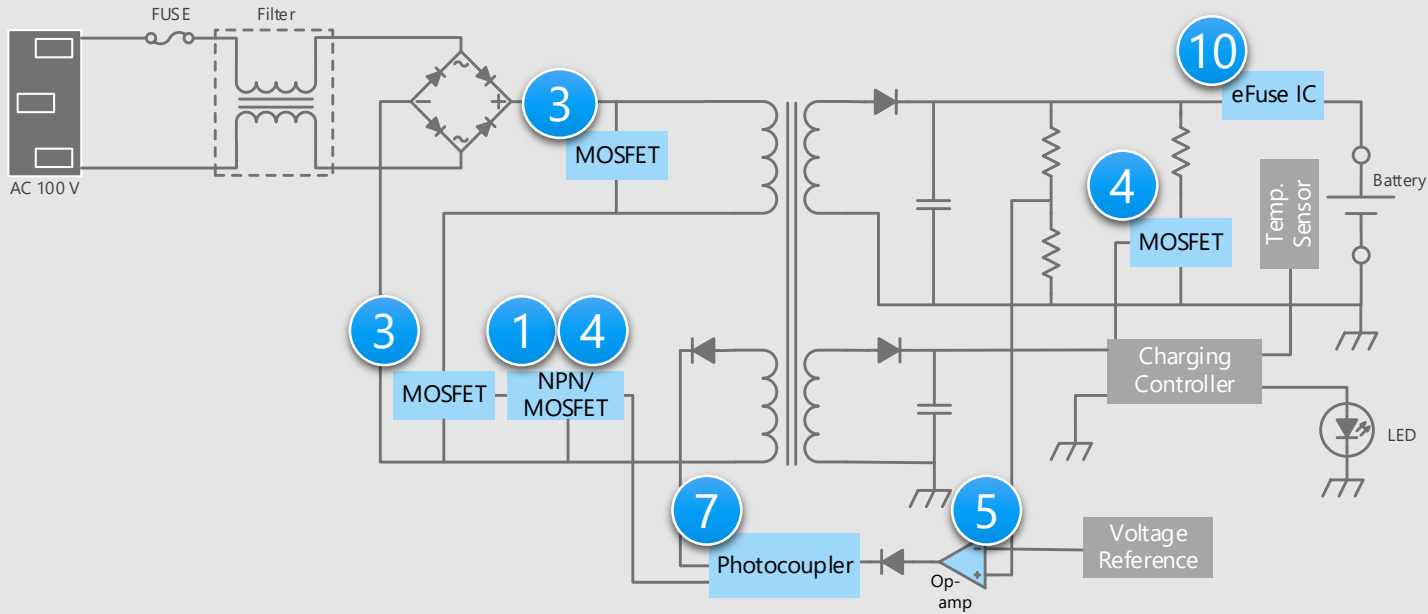 FUSE
Filter
AC 100 V
~
−
+
~
3
MOSFET
10
eFuse IC
4
MOSFET
Temp.
Sensor
Battery
3
MOSFET
1
4
NPN/
MOSFET
Charging
Controller
LED
7
Photocoupler
5
-
+
Op-
amp
Voltage
Reference